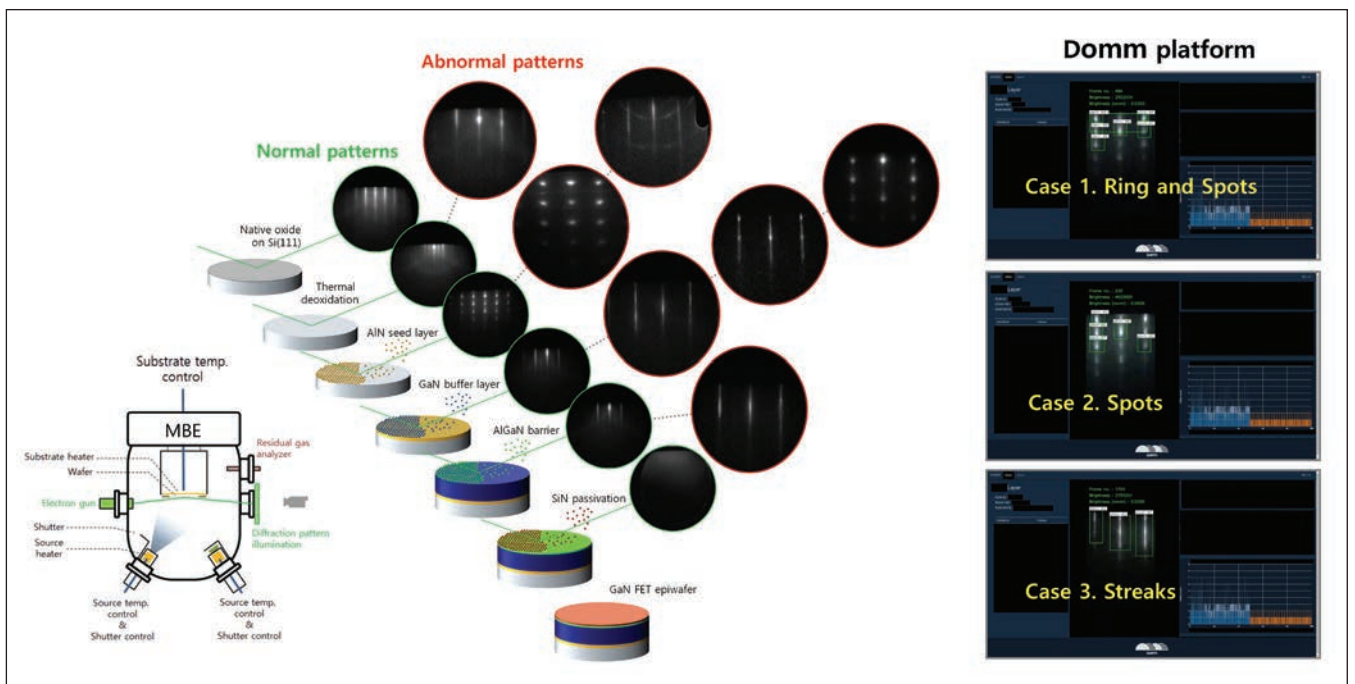 Abnormal patterns
Normal patterns
Native oxide
on Si(111)
Thermal
deoxidation
AlN seed layer
GaN buffer layer
AlGaN barrier
SiN passivation
GaN FET epiwafer
Substrate temp.
control
MBE
Residual gas
analyzer
Substrate heater
Wafer
Electron gun
Shutter
Source
heater
Diffraction pattern
illumination
Source temp.
control
&
Shutter control
Source temp.
control
&
Shutter control
Domm platform
Layer
Case 1. Ring and Spots
Layer
Case 2. Spots
Layer
Case 3. Streaks